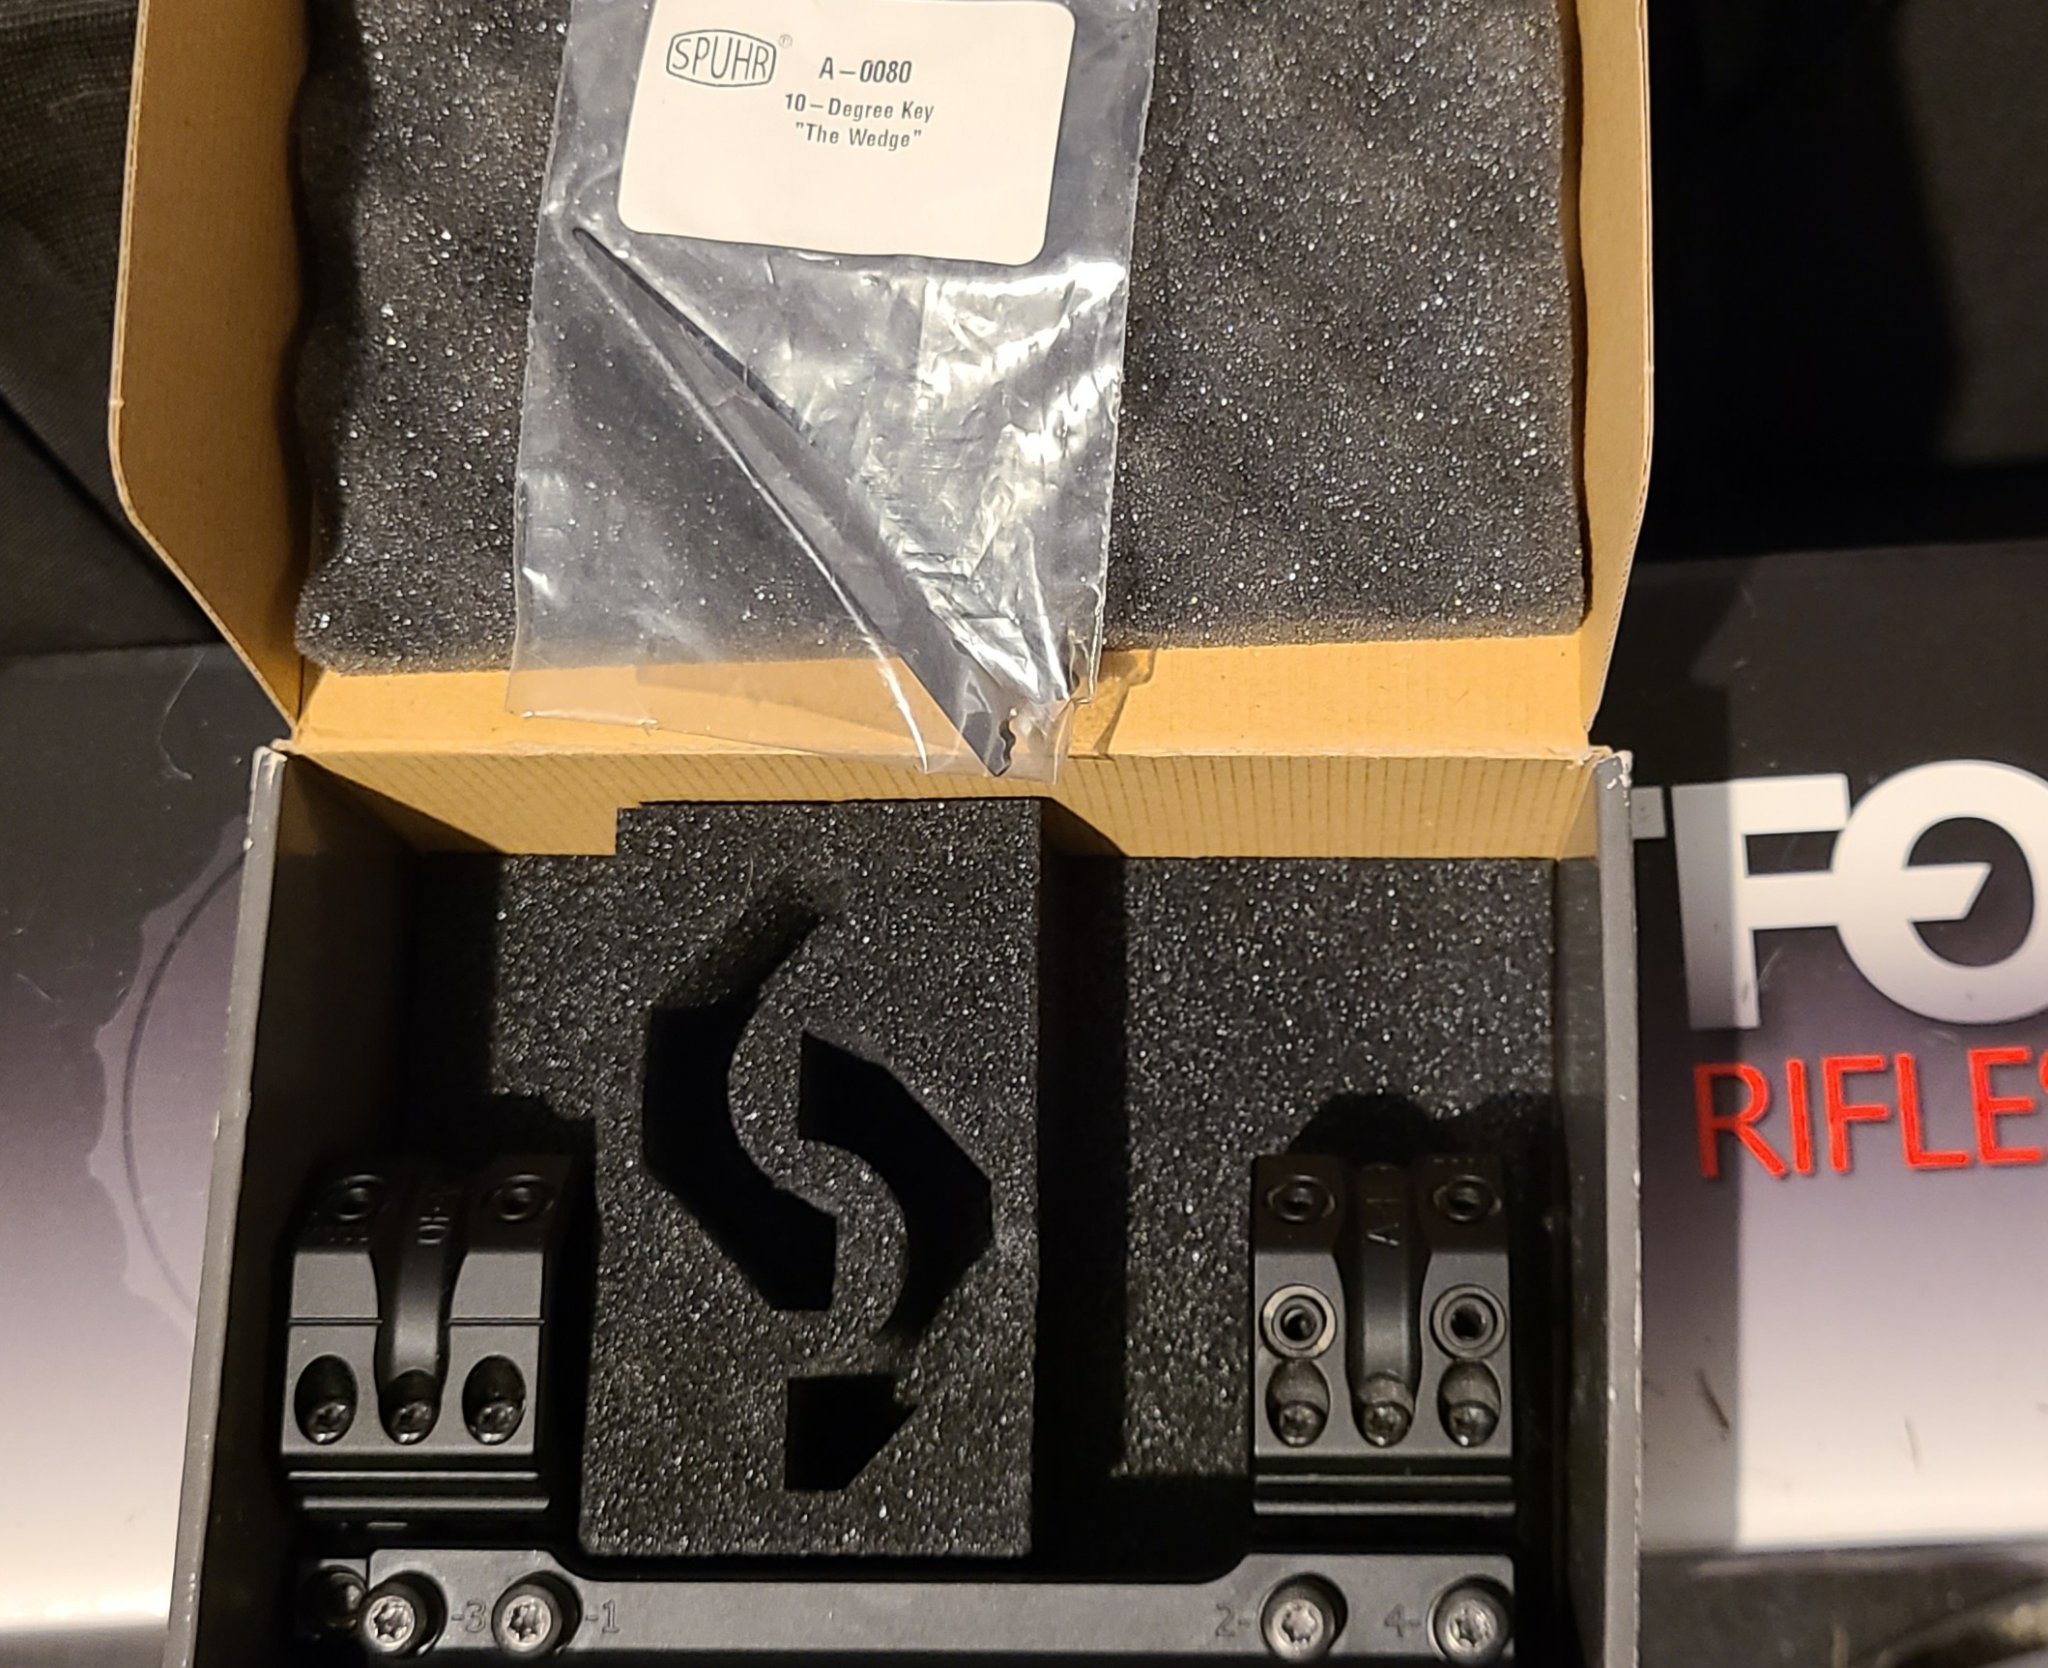 SPUHR®
A-0080
10-Degree Key
"The Wedge"
RIFLES
-3
-1
2-
4-